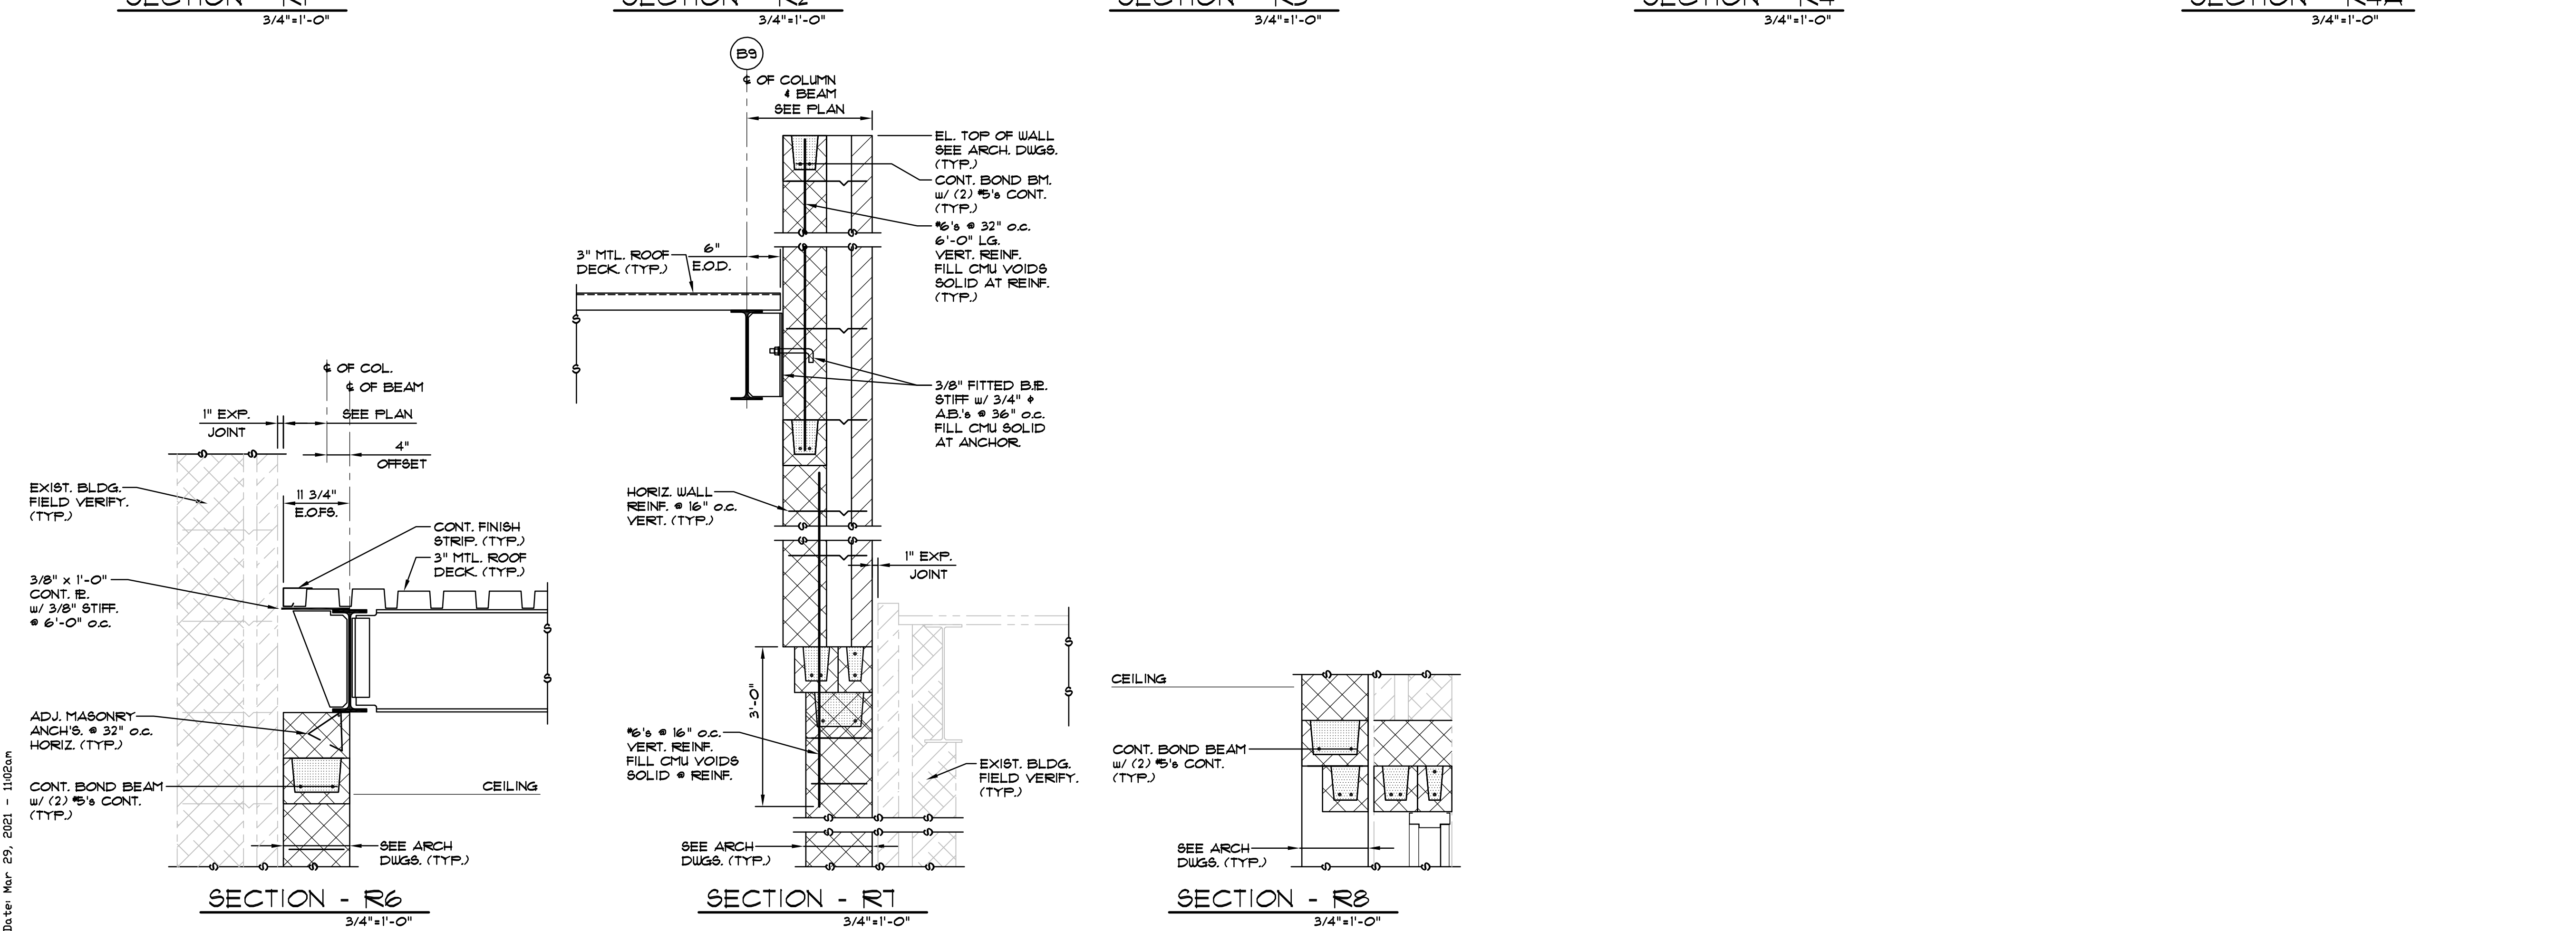 SECTION - R1
3/4"=1'-0"
SECTION - R2
3/4"=1'-0"
SECTION - R3
3/4"=1'-0"
SECTION - R4
3/4"=1'-0"
SECTION - R4A
3/4"=1'-0"
℄ OF COL.
℄ OF BEAM
1" EXP.
JOINT
SEE PLAN
4"
OFFSET
EXIST. BLDG.
FIELD VERIFY.
(TYP.)
11 3/4"
E.O.F.S.
CONT. FINISH
STRIP. (TYP.)
3" MTL. ROOF
DECK. (TYP.)
3/8" x 1'-0"
CONT. PL.
w/ 3/8" STIFF.
@ 6'-0" o.c.
ADJ. MASONRY
ANCH'S. @ 32" o.c.
HORIZ. (TYP.)
CONT. BOND BEAM
w/ (2) #5's CONT.
(TYP.)
CEILING
SEE ARCH
DWGS. (TYP.)
SECTION - R6
3/4"=1'-0"
B9
℄ OF COLUMN
& BEAM
SEE PLAN
EL. TOP OF WALL
SEE ARCH. DWGS.
(TYP.)
CONT. BOND BM.
w/ (2) #5's CONT.
(TYP.)
#6's @ 32" o.c.
6'-0" LG.
VERT. REINF.
FILL CMU VOIDS
SOLID AT REINF.
(TYP.)
3" MTL. ROOF
DECK. (TYP.)
6"
E.O.D.
3/8" FITTED B.PL.
STIFF w/ 3/4" ⌀
A.B.'s @ 36" o.c.
FILL CMU SOLID
AT ANCHOR.
HORIZ. WALL
REINF. @ 16" o.c.
VERT. (TYP.)
1" EXP.
JOINT
3'-0"
#6's @ 16" o.c.
VERT. REINF.
FILL CMU VOIDS
SOLID @ REINF.
EXIST. BLDG.
FIELD VERIFY.
(TYP.)
SEE ARCH
DWGS. (TYP.)
SECTION - R7
3/4"=1'-0"
CEILING
CONT. BOND BEAM
w/ (2) #5's CONT.
(TYP.)
SEE ARCH
DWGS. (TYP.)
SECTION - R8
3/4"=1'-0"
Date: Mar 29, 2021 - 11:02am